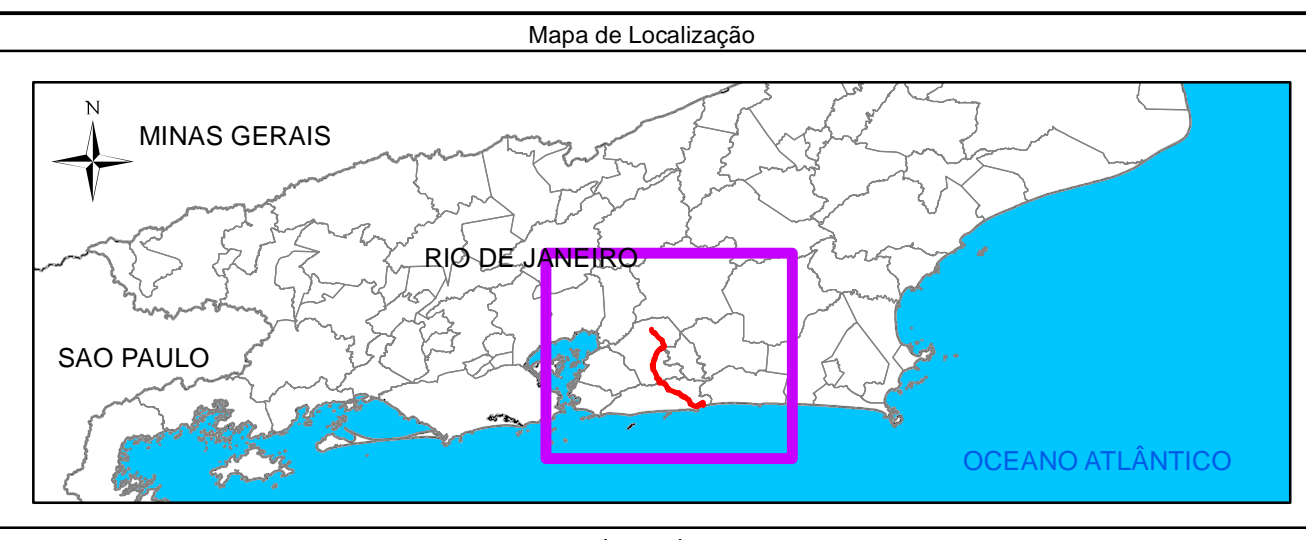 Mapa de Localização
N
MINAS GERAIS
RIO DE JANEIRO
SAO PAULO
OCEANO ATLÂNTICO